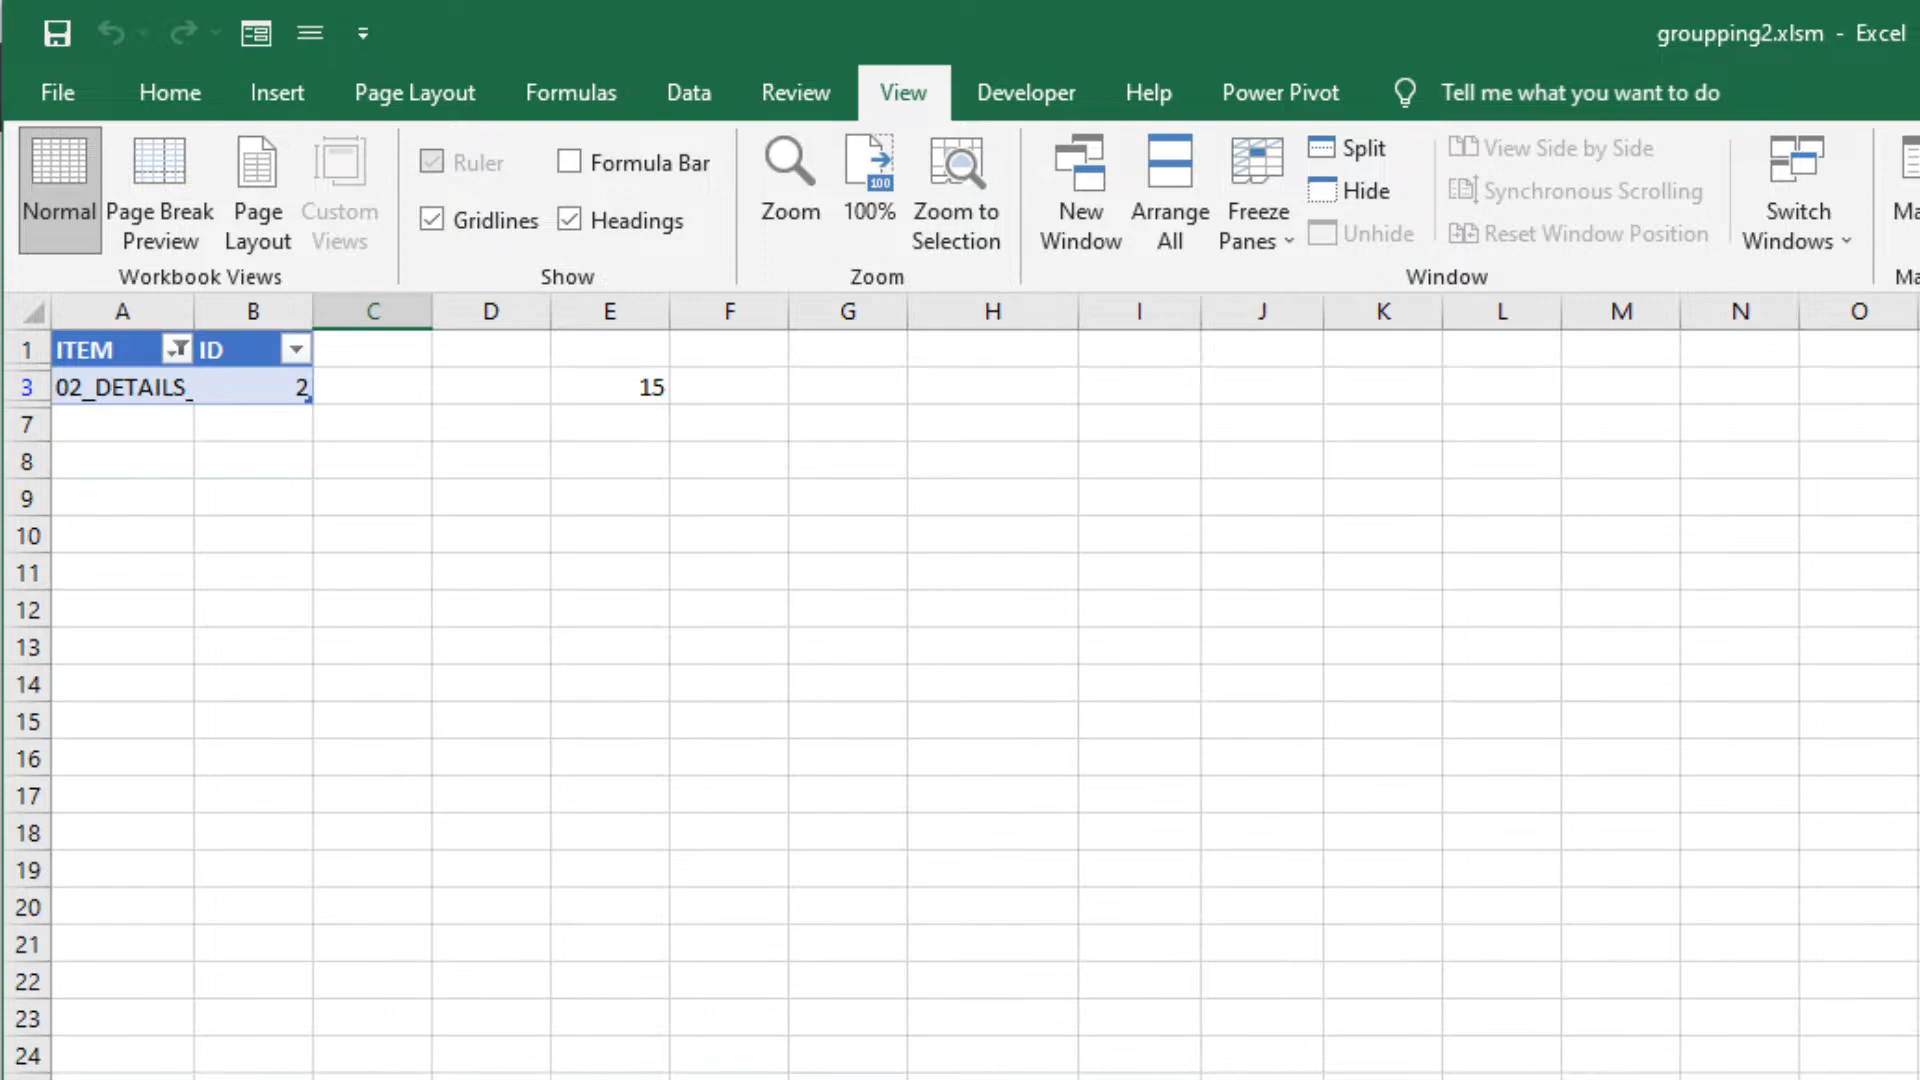 groupping2.xlsm - Excel
File Home Insert Page Layout Formulas Data Review View Developer Help Power Pivot Tell me what you want to do
Normal
Page Break Preview
Page Layout
Custom Views
Workbook Views
Ruler
Formula Bar
Gridlines
Headings
Show
Zoom
100
100%
Zoom to Selection
Zoom
New Window
Arrange All
Freeze Panes
Split
Hide
Unhide
View Side by Side
Synchronous Scrolling
Reset Window Position
Switch Windows
Window
Ma
Ma
A B C D E F G H I J K L M N O
1 ITEM ID
3 02_DETAILS_ 2 15
7
8
9
10
11
12
13
14
15
16
17
18
19
20
21
22
23
24